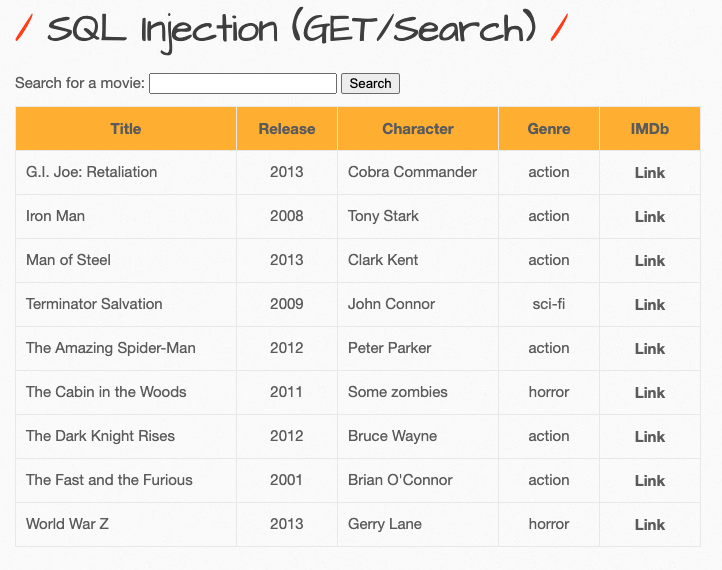 / SQL Injection (GET/Search) /
Search for a movie: Search
Title Release Character Genre IMDb
G.I. Joe: Retaliation 2013 Cobra Commander action Link
Iron Man 2008 Tony Stark action Link
Man of Steel 2013 Clark Kent action Link
Terminator Salvation 2009 John Connor sci-fi Link
The Amazing Spider-Man 2012 Peter Parker action Link
The Cabin in the Woods 2011 Some zombies horror Link
The Dark Knight Rises 2012 Bruce Wayne action Link
The Fast and the Furious 2001 Brian O'Connor action Link
World War Z 2013 Gerry Lane horror Link